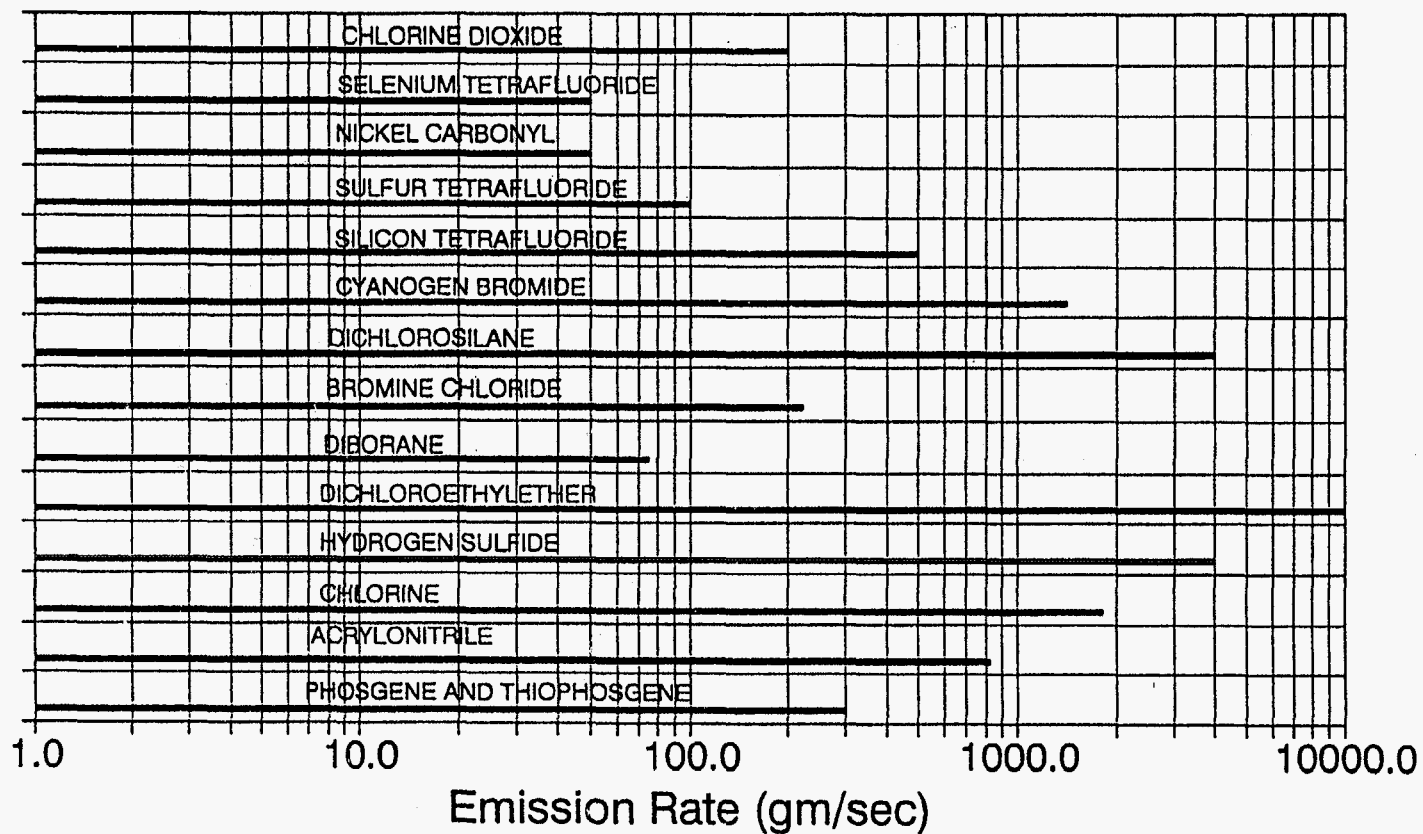 CHLORINE DIOXIDE
SELENIUM TETRAFLUORIDE
NICKEL CARBONYL
SULFUR TETRAFLUORIDE
SILICON TETRAFLUORIDE
CYANOGEN BROMIDE
DICHLOROSILANE
BROMINE CHLORIDE
DIBORANE
DICHLOROETHYLETHER
HYDROGEN SULFIDE
CHLORINE
ACRYLONITRILE
PHOSGENE AND THIOPHOSGENE
1.0 10.0 100.0 1000.0 10000.0
Emission Rate (gm/sec)